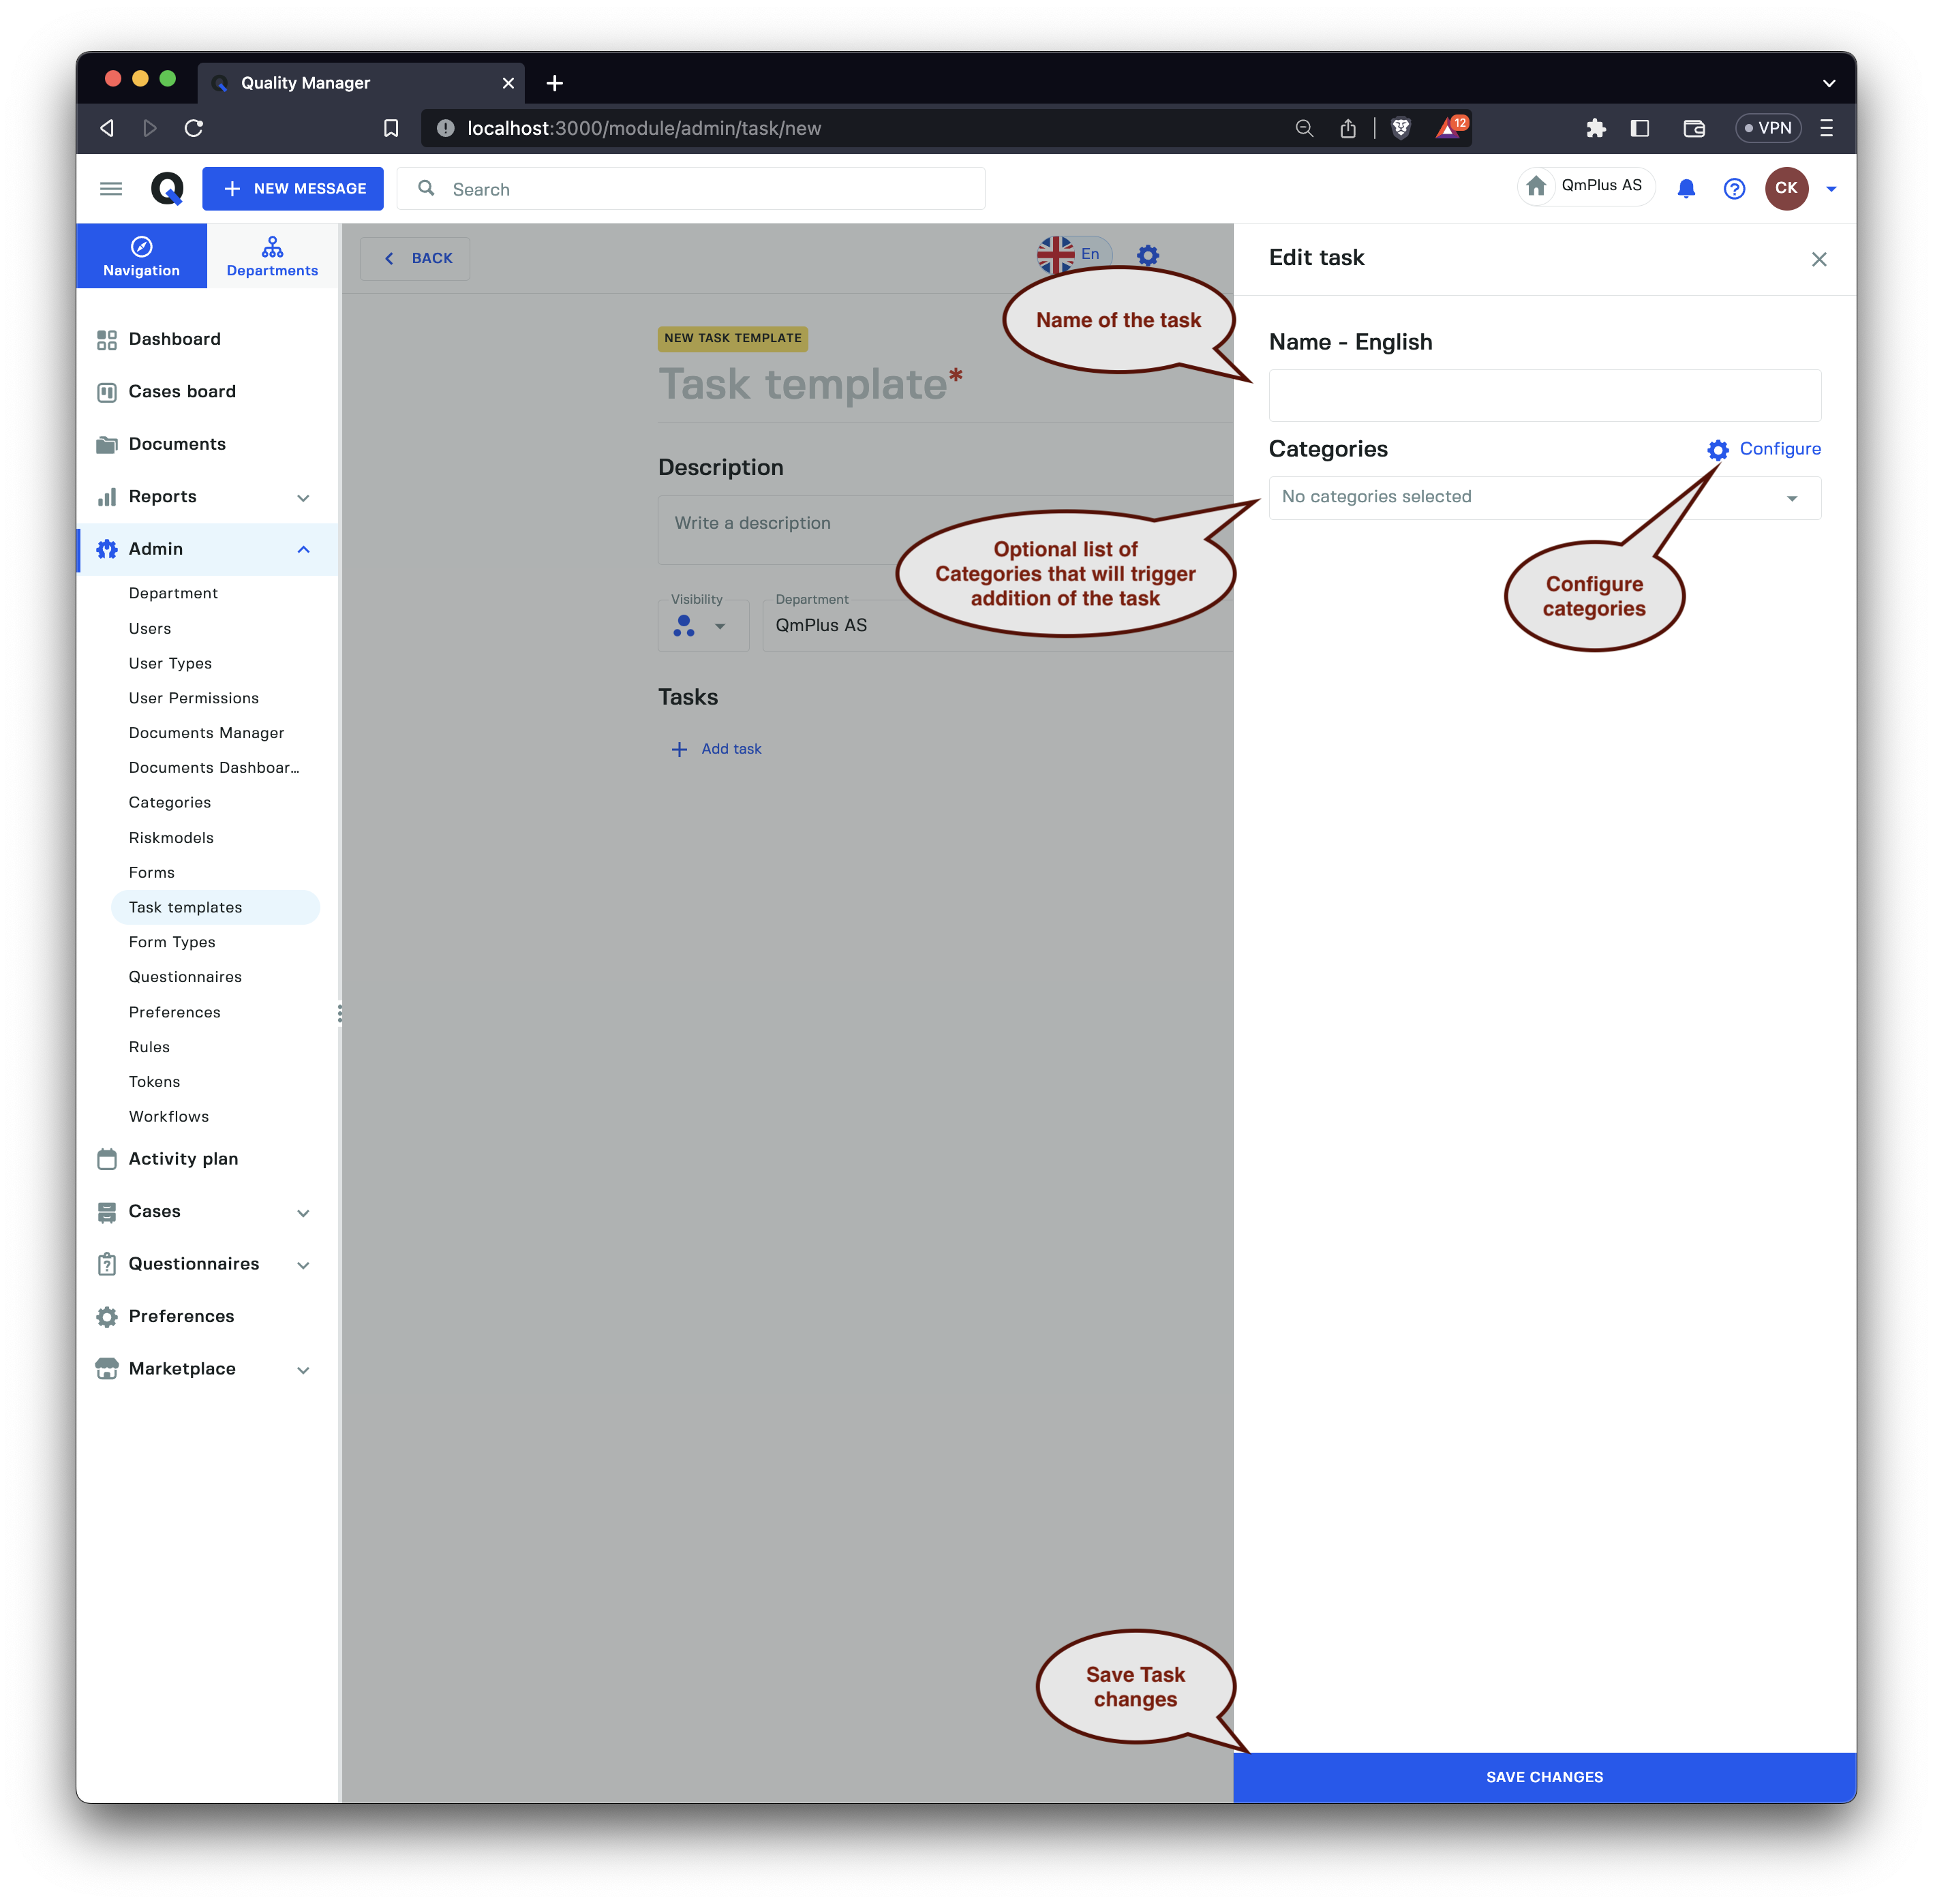 Quality Manager
localhost:3000/module/admin/task/new
12
VPN
NEW MESSAGE
Search
QmPlus AS
CK
Navigation
Departments
Dashboard
Cases board
Documents
Reports
Admin
Department
Users
User Types
User Permissions
Documents Manager
Documents Dashboar...
Categories
Riskmodels
Forms
Task templates
Form Types
Questionnaires
Preferences
Rules
Tokens
Workflows
Activity plan
Cases
Questionnaires
Preferences
Marketplace
BACK
En
NEW TASK TEMPLATE
Task template*
Description
Write a description
Visibility
Department
QmPlus AS
Tasks
Add task
Name of the task
Optional list of
Categories that will trigger
addition of the task
Save Task
changes
Edit task
Name - English
Categories
Configure
No categories selected
Configure
categories
SAVE CHANGES